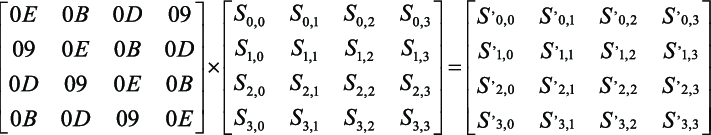 0E 0B 0D 09 S0,0 S0,1 S0,2 S0,3 S'0,0 S'0,1 S'0,2 S'0,3
09 0E 0B 0D S1,0 S1,1 S1,2 S1,3 S'1,0 S'1,1 S'1,2 S'1,3
× =
0D 09 0E 0B S2,0 S2,1 S2,2 S2,3 S'2,0 S'2,1 S'2,2 S'2,3
0B 0D 09 0E S3,0 S3,1 S3,2 S3,3 S'3,0 S'3,1 S'3,2 S'3,3